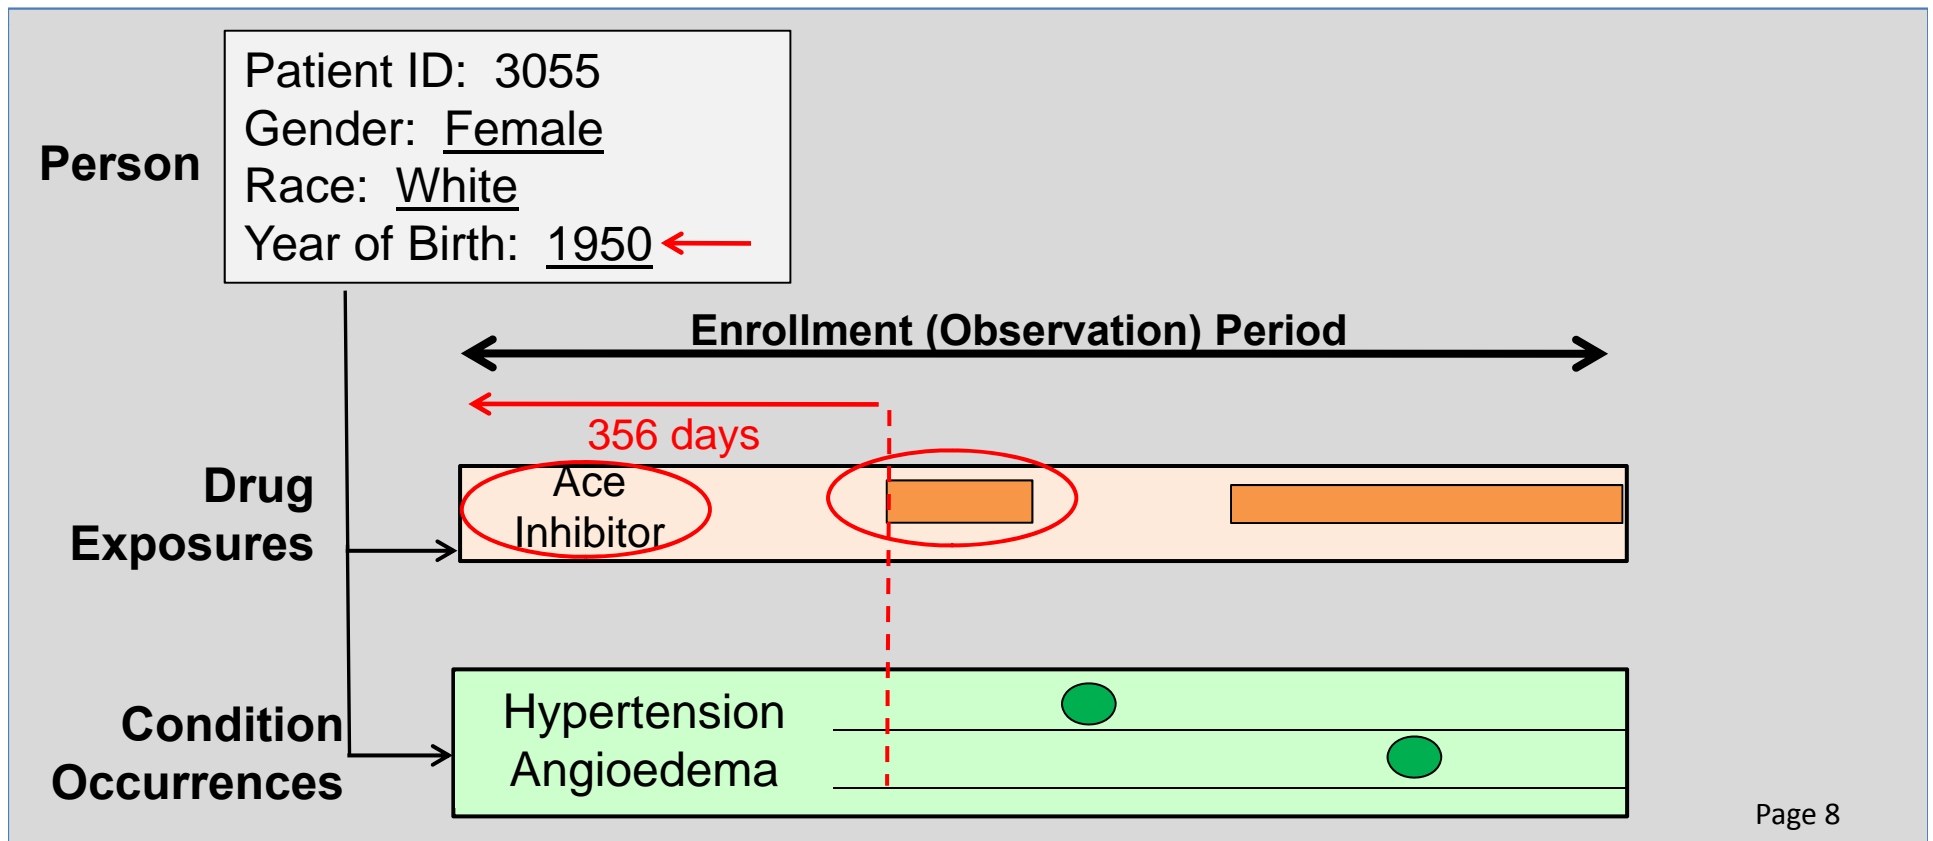 Person
Patient ID: 3055
Gender: Female
Race: White
Year of Birth: 1950
Enrollment (Observation) Period
356 days
Drug
Exposures
Ace
Inhibitor
Condition
Occurrences
Hypertension
Angioedema
Page 8